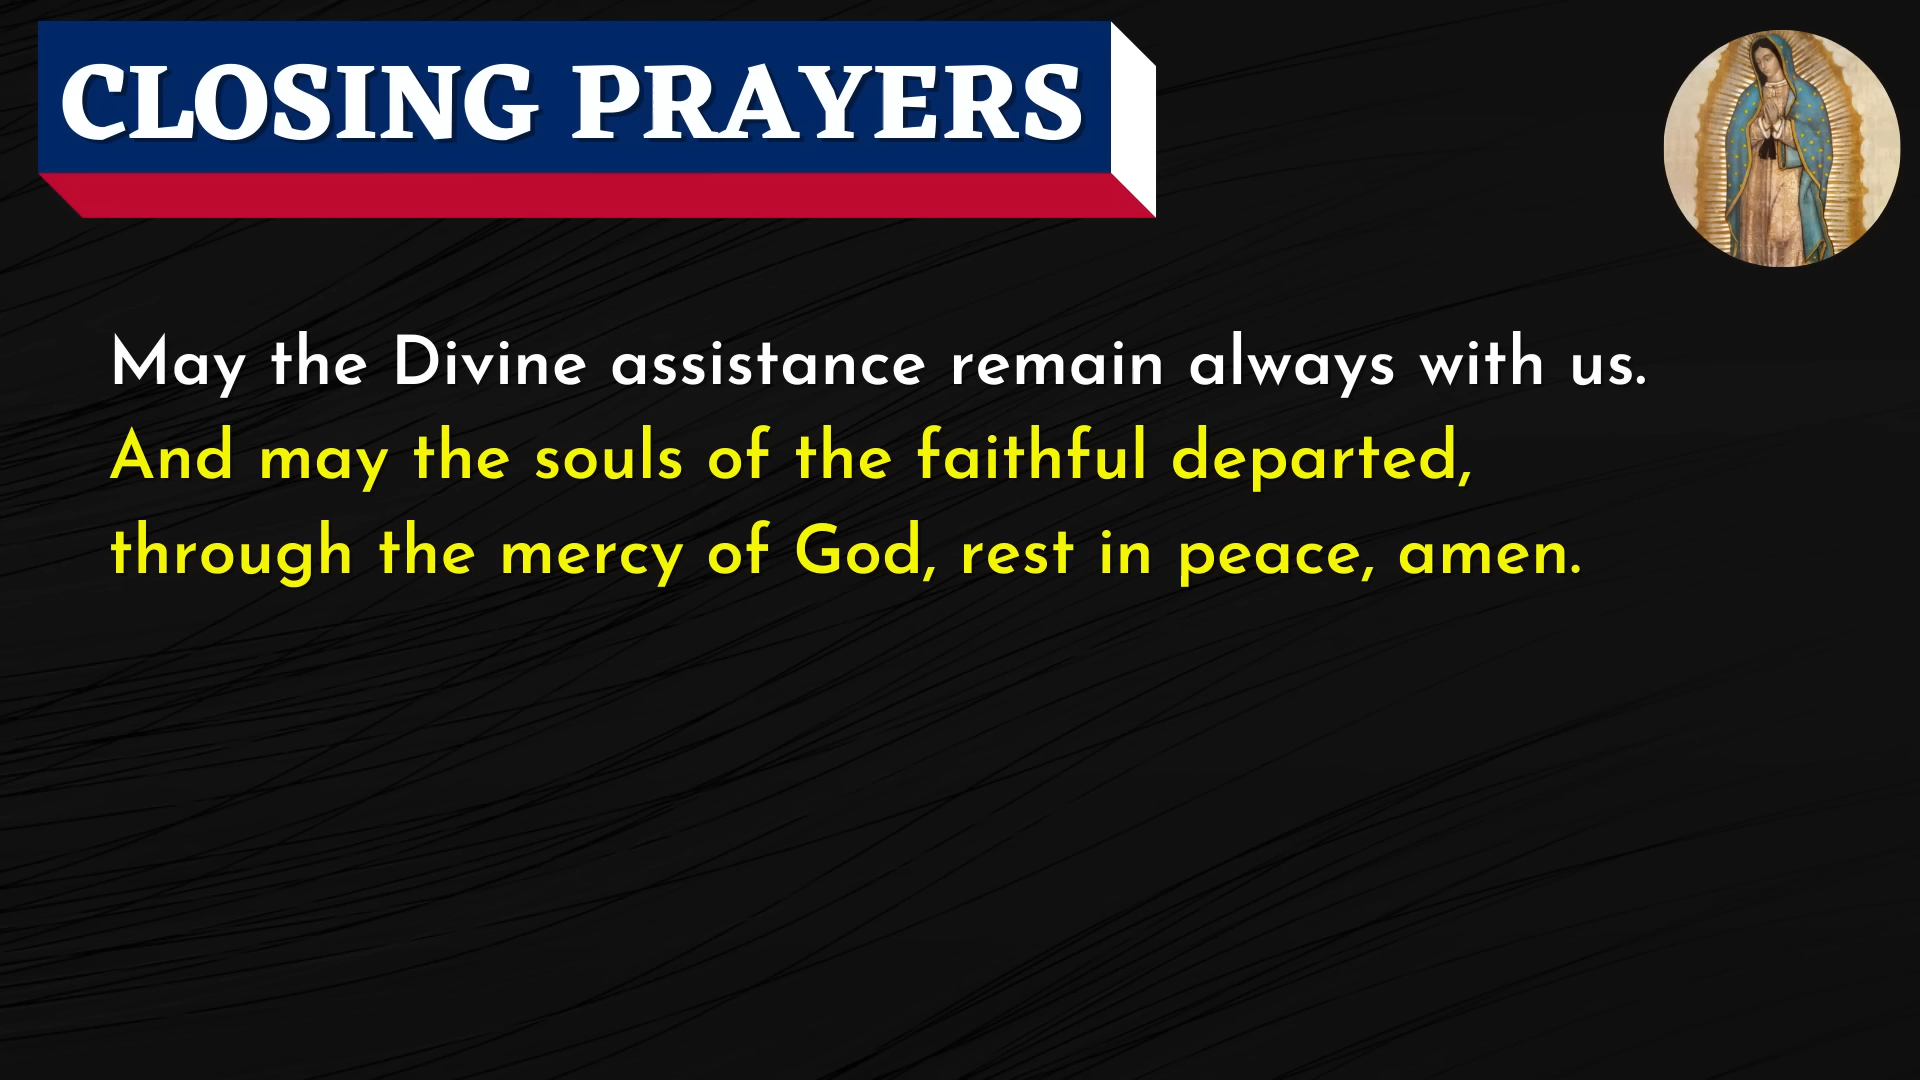 CLOSING PRAYERS
May the Divine assistance remain always with us.
And may the souls of the faithful departed,
through the mercy of God, rest in peace, amen.